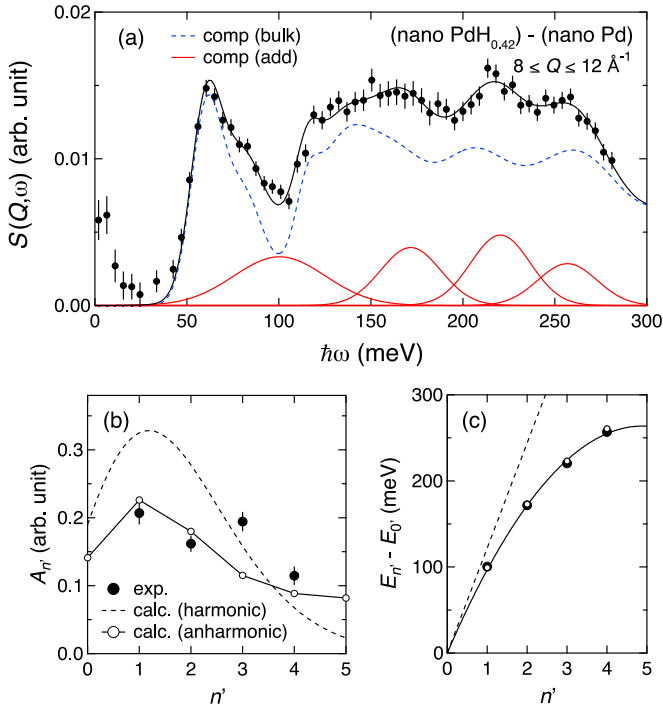 (a)
comp (bulk)
comp (add)
(nano PdH0.42) - (nano Pd)
8 ≤ Q ≤ 12 Å-1
S(Q,ω) (arb. unit)
0.01
0.00
0 50 100 150 200 250 300
ħω (meV)
(b)
An' (arb. unit)
0.3
0.2
0.1
0.0
exp.
calc. (harmonic)
calc. (anharmonic)
0 1 2 3 4 5
n'
(c)
En' - E0' (meV)
300
200
100
0
0 1 2 3 4 5
n'